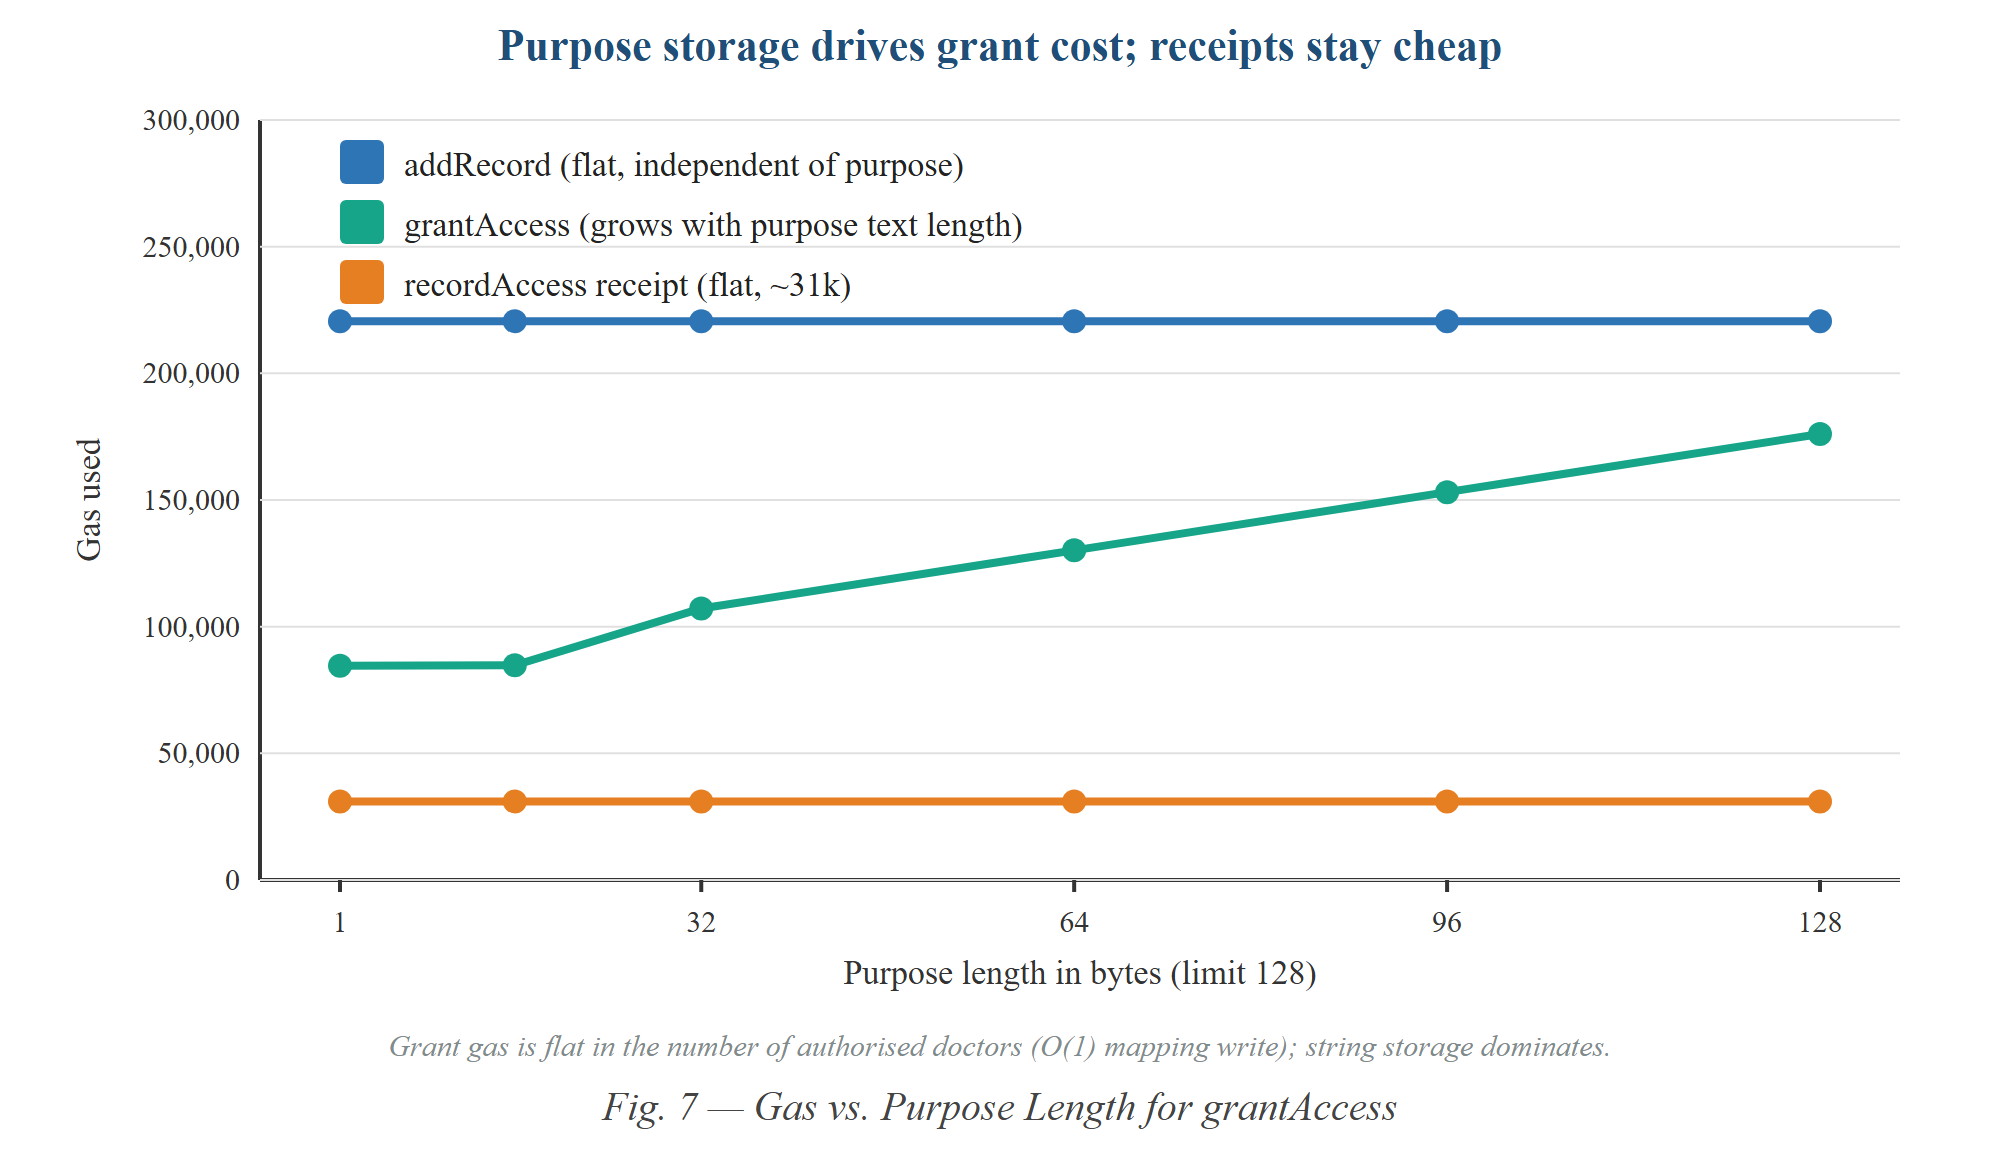 Purpose storage drives grant cost; receipts stay cheap
300,000
addRecord (flat, independent of purpose)
grantAccess (grows with purpose text length)
250,000
recordAccess receipt (flat, ~31k)
200,000
Gas used
150,000
100,000
50,000
0
1 32 64 96 128
Purpose length in bytes (limit 128)
Grant gas is flat in the number of authorised doctors (O(1) mapping write); string storage dominates.
Fig. 7 — Gas vs. Purpose Length for grantAccess